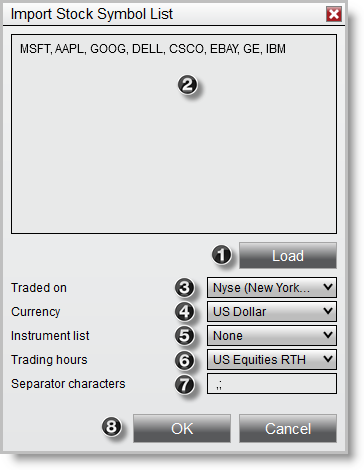 Import Stock Symbol List
MSFT, AAPL, GOOG, DELL, CSCO, EBAY, GE, IBM
2
1 Load
Traded on 3 Nyse (New York...
Currency 4 US Dollar
Instrument list 5 None
Trading hours 6 US Equities RTH
Separator characters 7 ,;
8 OK Cancel